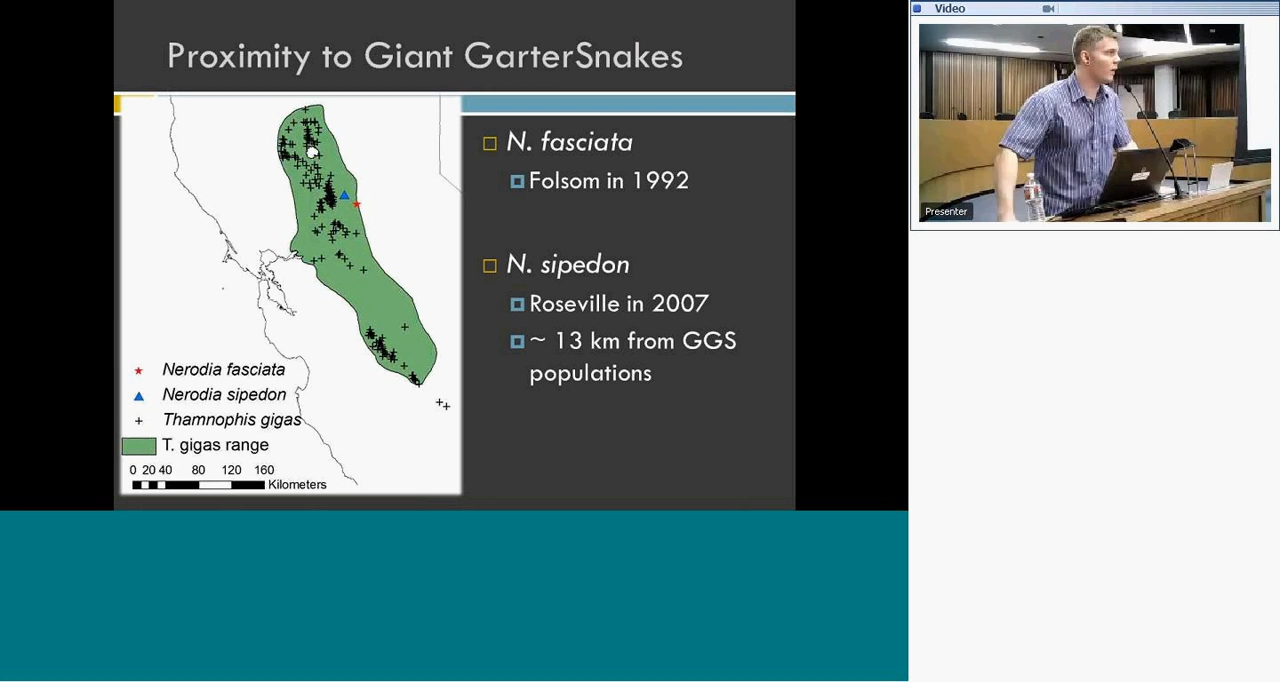 Proximity to Giant GarterSnakes
N. fasciata
Folsom in 1992
N. sipedon
Roseville in 2007
~ 13 km from GGS
populations
Nerodia fasciata
Nerodia sipedon
Thamnophis gigas
T. gigas range
0 20 40 80 120 160
Kilometers
Video
Presenter